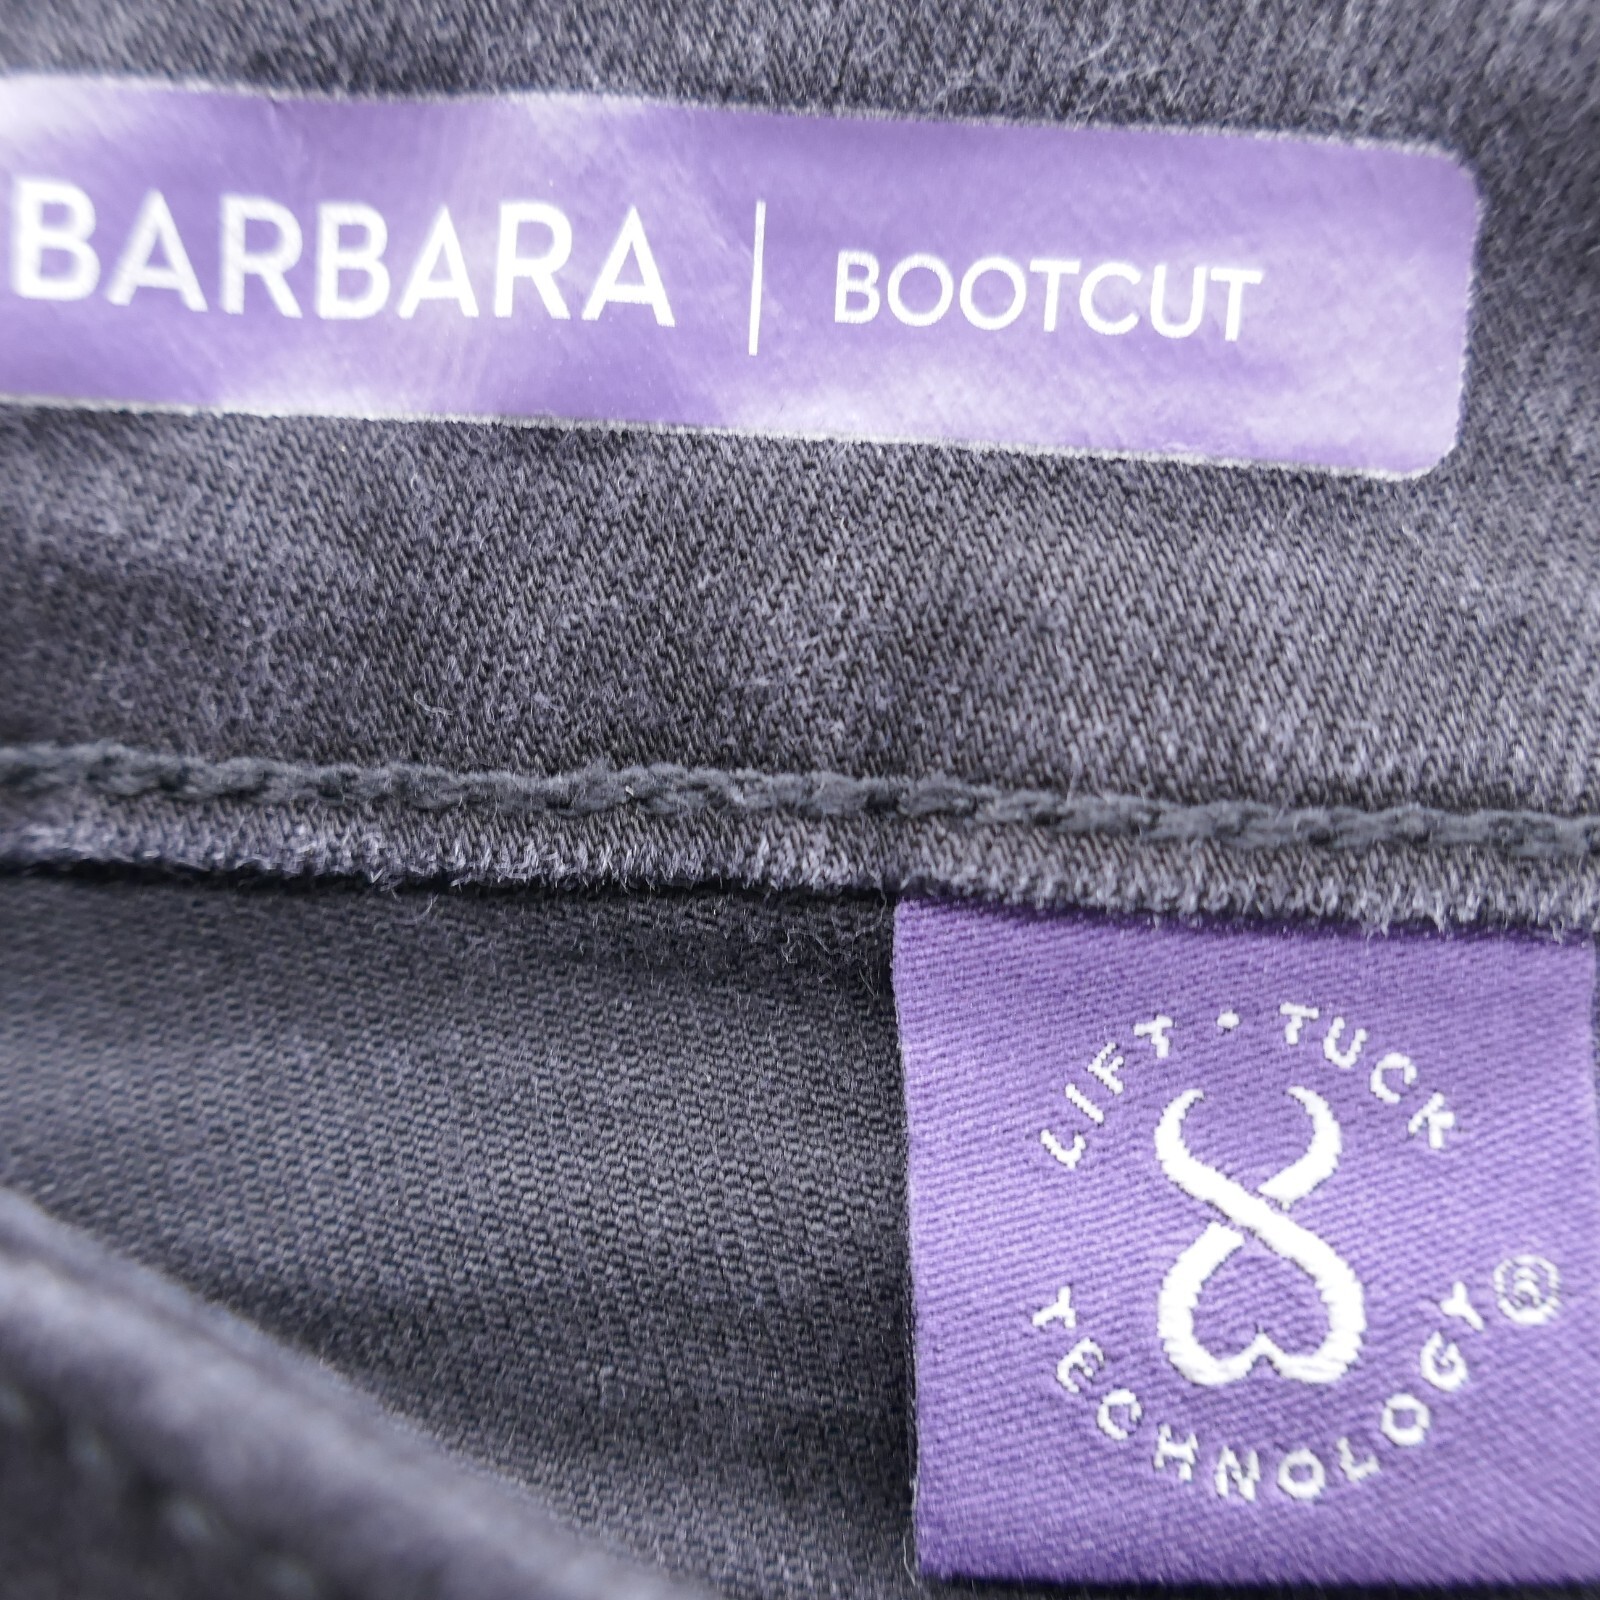 BARBARA | BOOTCUT
LIFT · TUCK
TECHNOLOGY®